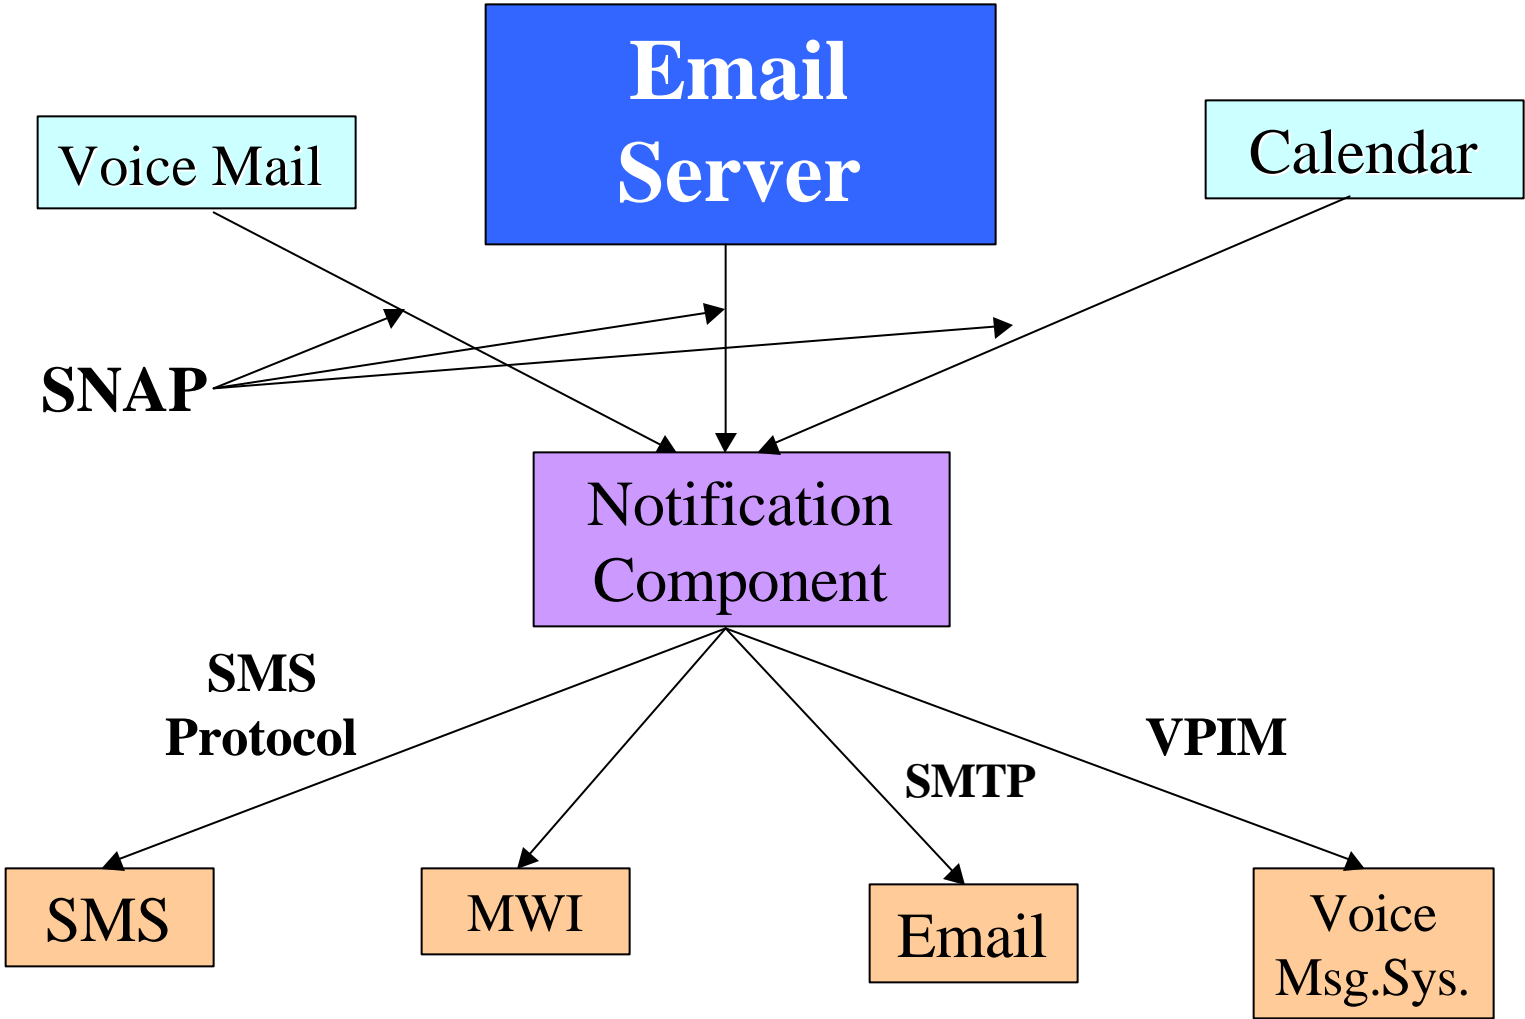 Email
Server
Voice Mail
Calendar
SNAP
Notification
Component
SMS
Protocol
VPIM
SMTP
SMS
MWI
Email
Voice
Msg.Sys.